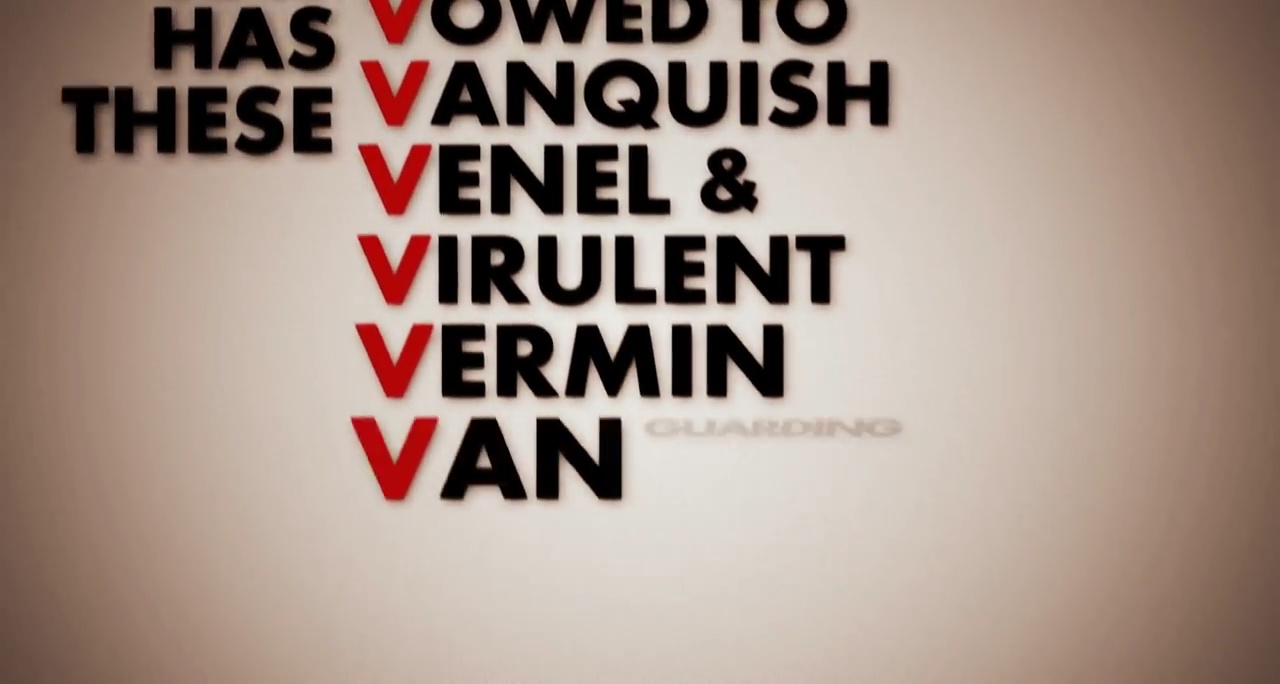 HAS VOWED TO
THESE VANQUISH
VENEL &
VIRULENT
VERMIN
VAN GUARDING